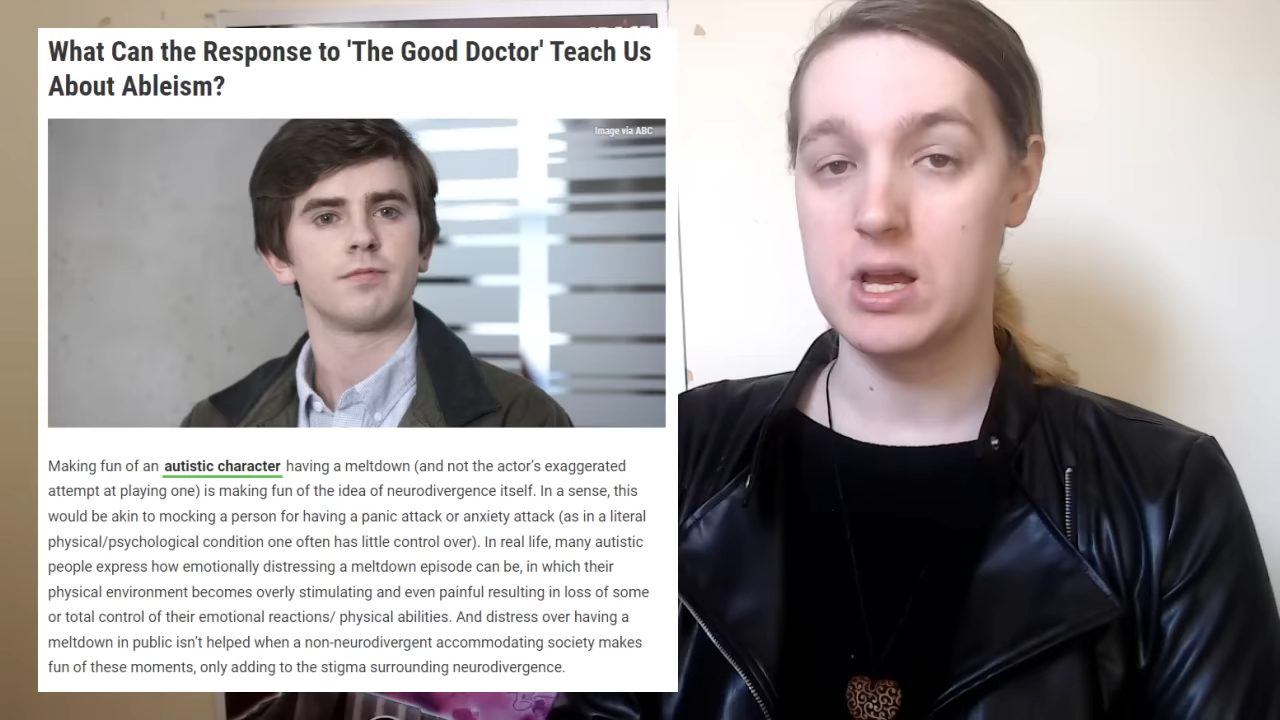 What Can the Response to 'The Good Doctor' Teach Us
About Ableism?
Image via ABC
Making fun of an autistic character having a meltdown (and not the actor's exaggerated
attempt at playing one) is making fun of the idea of neurodivergence itself. In a sense, this
would be akin to mocking a person for having a panic attack or anxiety attack (as in a literal
physical/psychological condition one often has little control over). In real life, many autistic
people express how emotionally distressing a meltdown episode can be, in which their
physical environment becomes overly stimulating and even painful resulting in loss of some
or total control of their emotional reactions/ physical abilities. And distress over having a
meltdown in public isn't helped when a non-neurodivergent accommodating society makes
fun of these moments, only adding to the stigma surrounding neurodivergence.